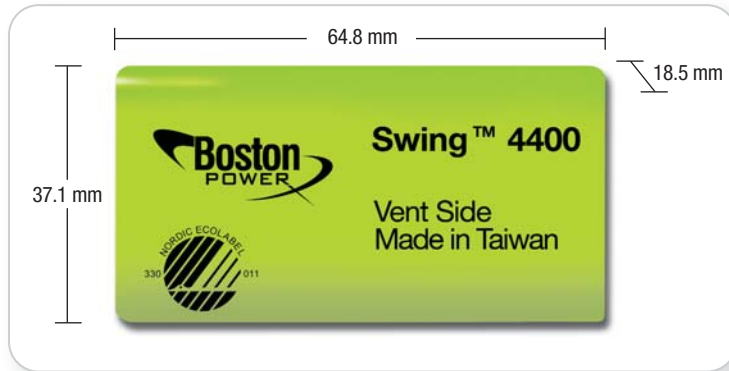 64.8 mm
18.5 mm
37.1 mm
Boston
POWER
Swing™ 4400
Vent Side
Made in Taiwan
NORDIC ECOLABEL
330 011